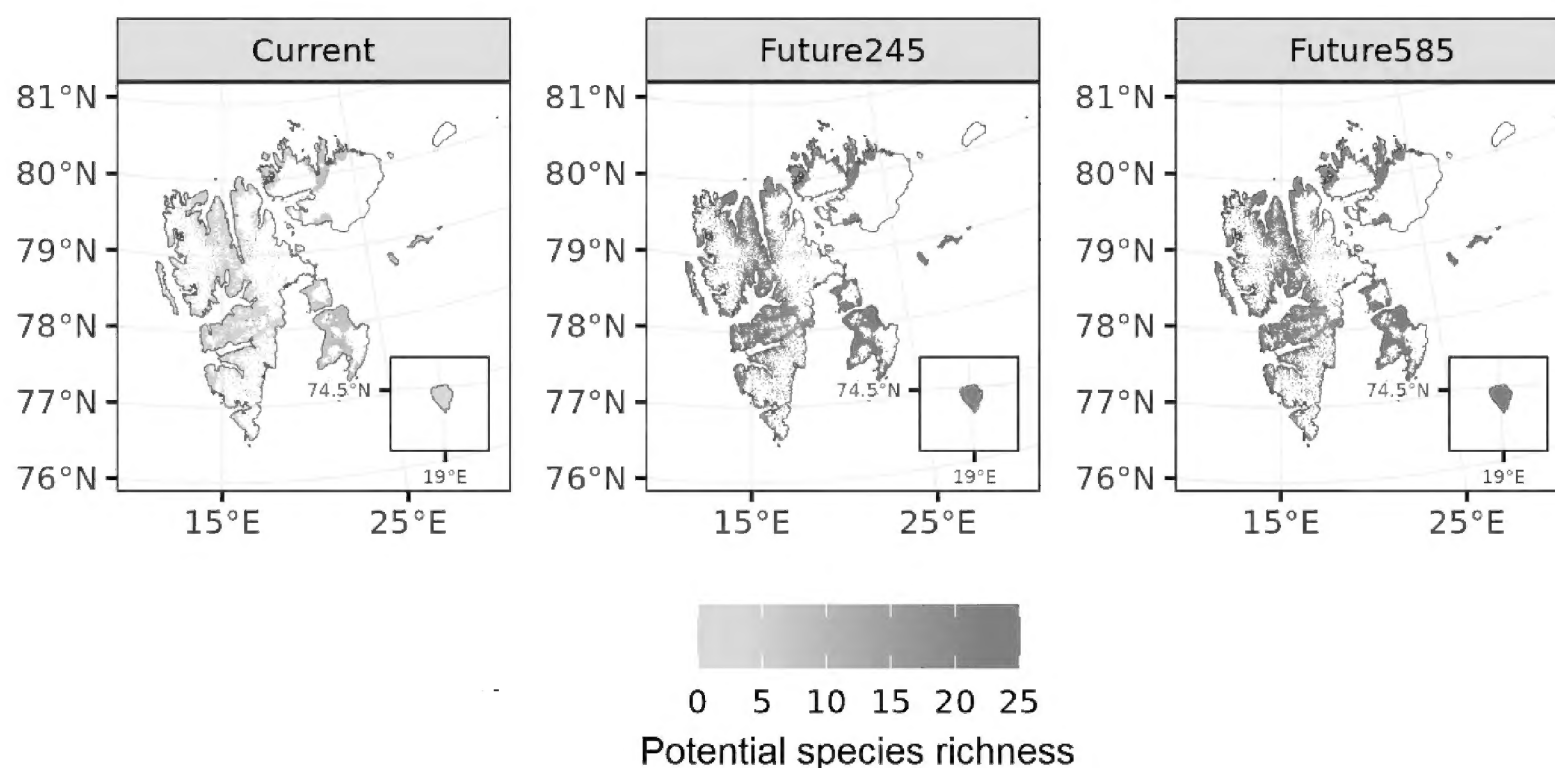 Current Future245 Future585
81°N 81°N 81°N
80°N 80°N 80°N
79°N 79°N 79°N
78°N 78°N 78°N
74.5°N 74.5°N 74.5°N
77°N 77°N 77°N
19°E 19°E 19°E
76°N 76°N 76°N
15°E 25°E 15°E 25°E 15°E 25°E
0 5 10 15 20 25
Potential species richness